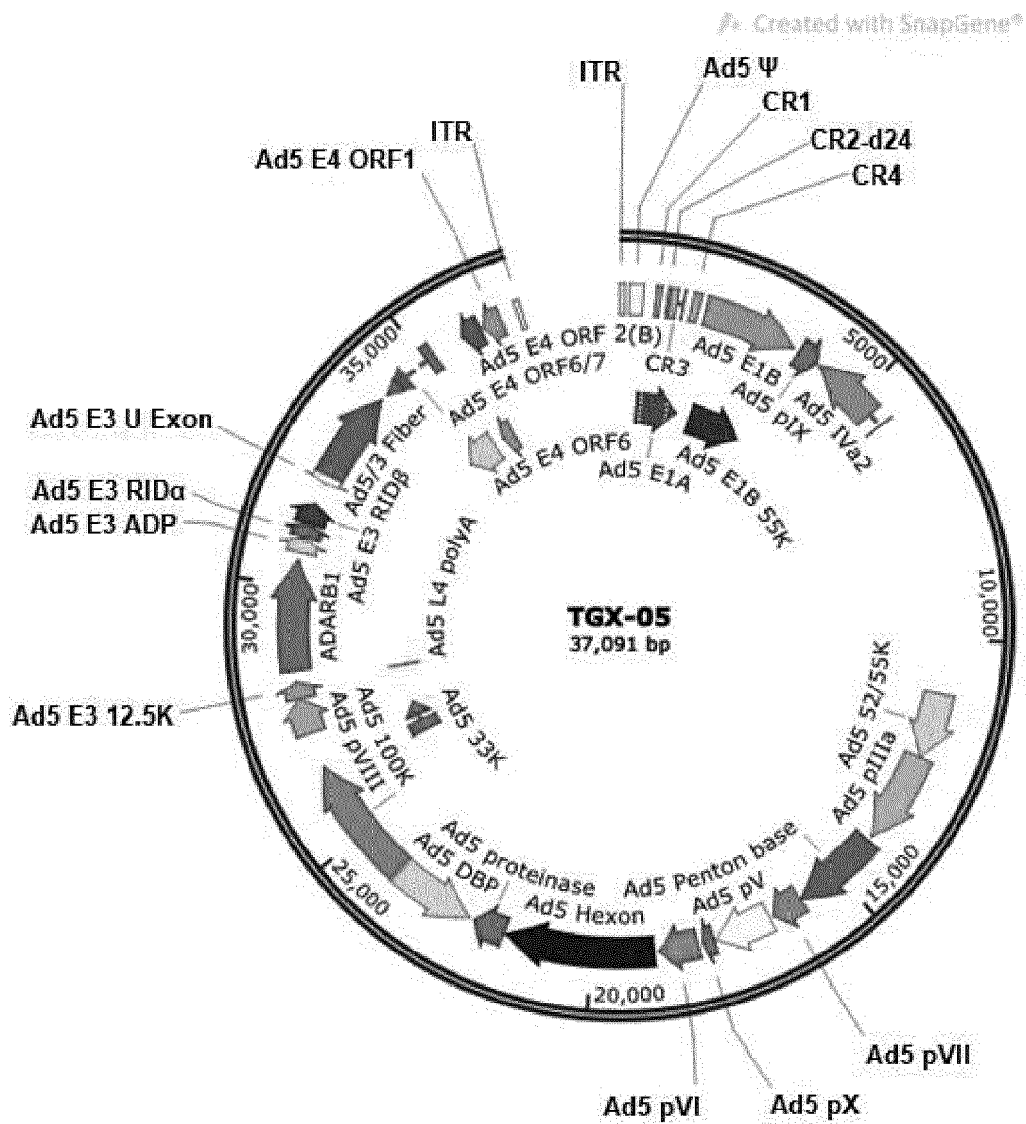 Created with SnapGene®
ITR
Ad5 Ψ
CR1
CR2-d24
CR4
ITR
Ad5 E4 ORF1
35,000
5000
Ad5 E4 ORF 2(B)
CR3
Ad5 E1B
Ad5 pIX
Ad5 IVa2
Ad5 E4 ORF6/7
Ad5 E4 ORF6
Ad5 E1A
Ad5 E1B 55K
Ad5 E3 U Exon
Ad5/3 Fiber
Ad5 E3 RIDα
Ad5 E3 RIDβ
Ad5 E3 ADP
Ad5 L4 polyA
ADARB1
30,000
10,000
TGX-05
37,091 bp
Ad5 E3 12.5K
Ad5 33K
Ad5 100K
Ad5 pVIII
Ad5 52/55K
Ad5 pIIIa
Ad5 proteinase
Ad5 DBP
Ad5 Penton base
Ad5 pV
Ad5 Hexon
25,000
15,000
20,000
Ad5 pVII
Ad5 pVI
Ad5 pX